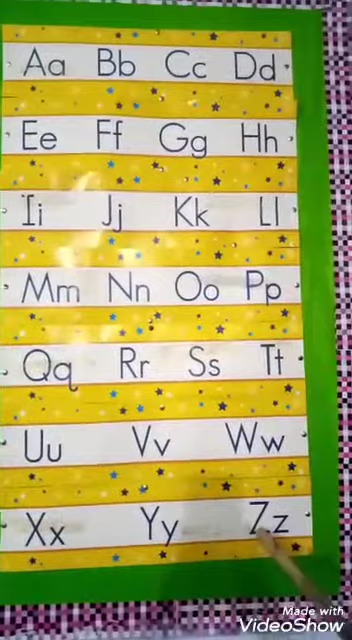 Aa Bb Cc Dd
Ee Ff Gg Hh
Ii Jj Kk Ll
Mm Nn Oo Pp
Qq Rr Ss Tt
Uu Vv Ww
Xx Yy Zz
Made with
VideoShow